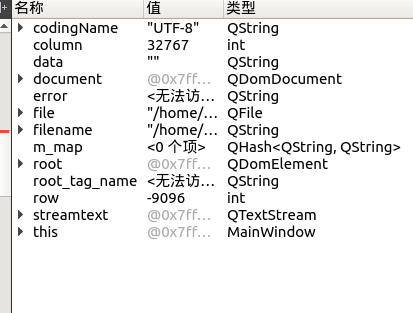 名称 值 类型
codingName "UTF-8" QString
column 32767 int
data "" QString
document @0x7ff... QDomDocument
error <无法访... QString
file "/home/... QFile
filename "/home/... QString
m_map <0 个项> QHash<QString, QString>
root @0x7ff... QDomElement
root_tag_name <无法访... QString
row -9096 int
streamtext @0x7ff... QTextStream
this @0x7ff... MainWindow